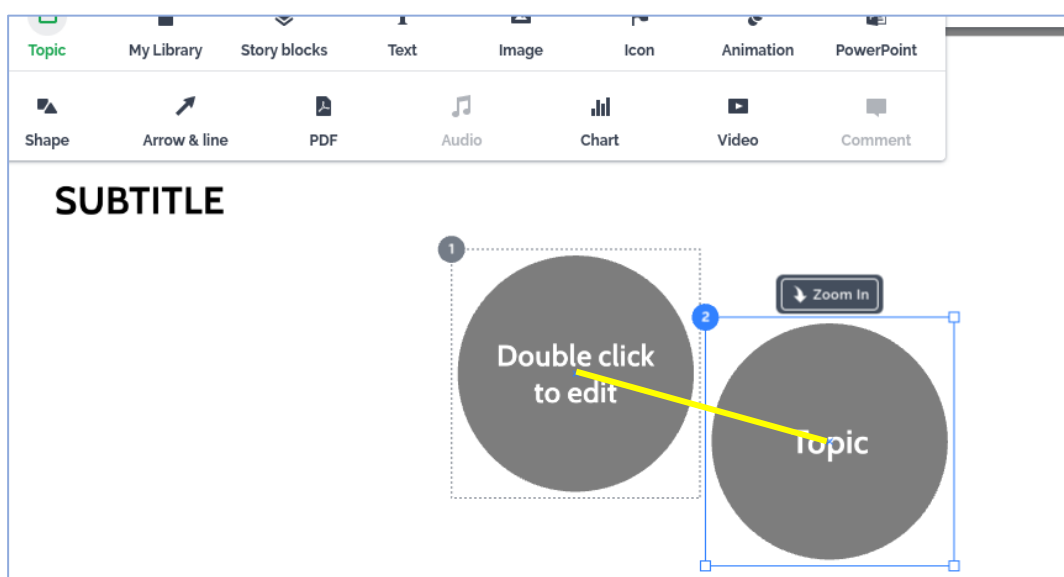 Topic My Library Story blocks Text Image Icon Animation PowerPoint
Shape Arrow & line PDF Audio Chart Video Comment
SUBTITLE
1
Double click
to edit
Zoom In
2
Topic